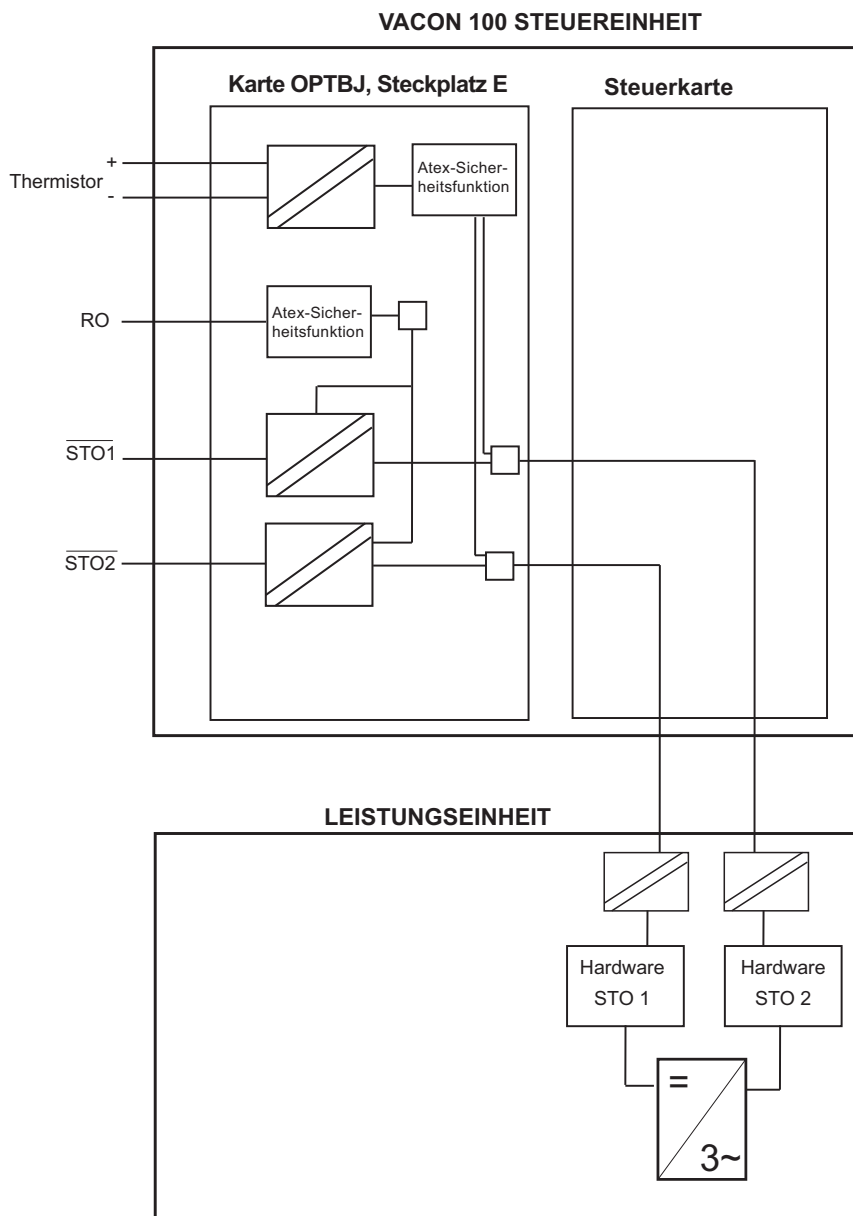 VACON 100 STEUEREINHEIT
Karte OPTBJ, Steckplatz E
Steuerkarte
+
Thermistor
-
Atex-Sicher-
heitsfunktion
RO
Atex-Sicher-
heitsfunktion
STO1
STO2
LEISTUNGSEINHEIT
Hardware
STO 1
Hardware
STO 2
=
3~